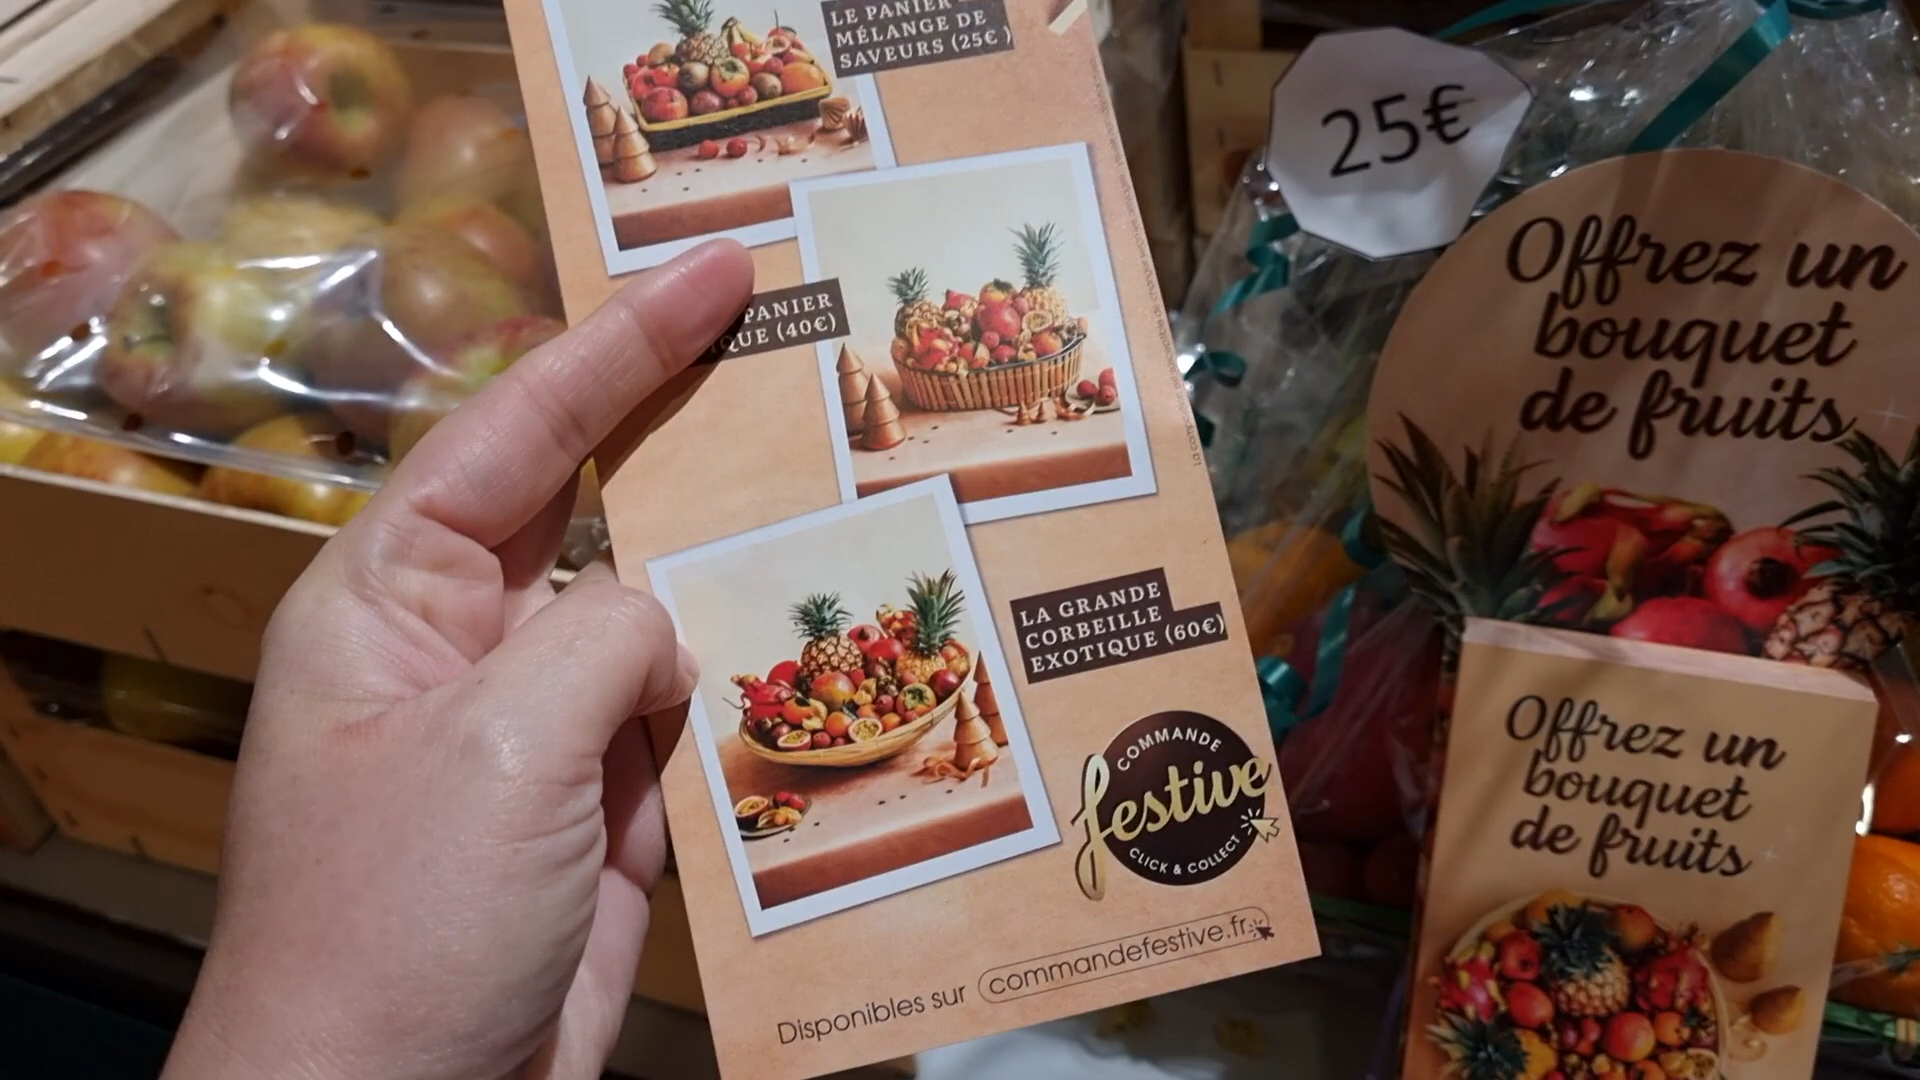 LE PANIER
MÉLANGE DE
SAVEURS (25€ )
PANIER
QUE (40€)
LA GRANDE
CORBEILLE
EXOTIQUE (60€)
COMMANDE
festive
CLICK & COLLECT
Disponibles sur commandefestive.fr
25€
Offrez un
bouquet
de fruits
Offrez un
bouquet
de fruits